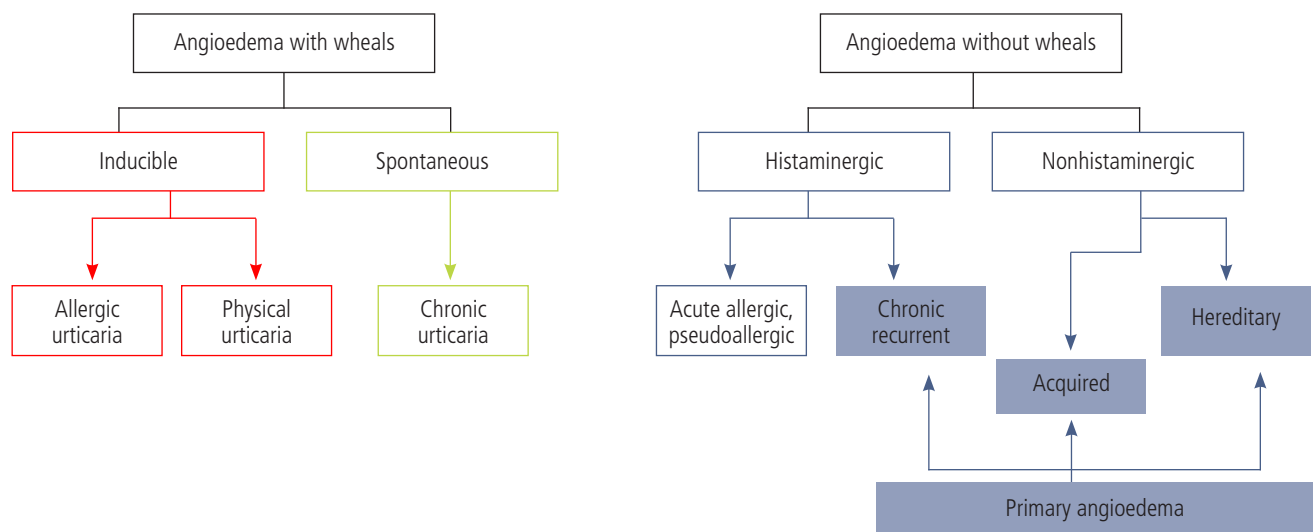 Angioedema with wheals
Inducible
Spontaneous
Allergic
urticaria
Physical
urticaria
Chronic
urticaria
Angioedema without wheals
Histaminergic
Nonhistaminergic
Acute allergic,
pseudoallergic
Chronic
recurrent
Acquired
Hereditary
Primary angioedema